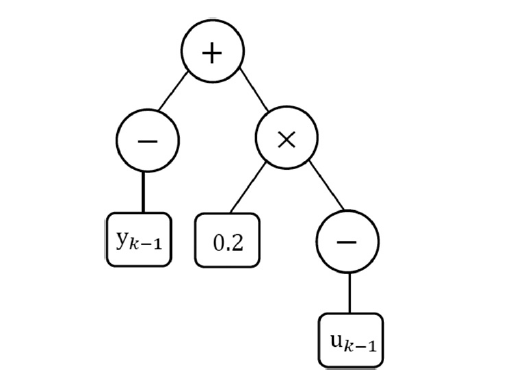 +
− ×
y_{k−1} 0.2 −
u_{k−1}